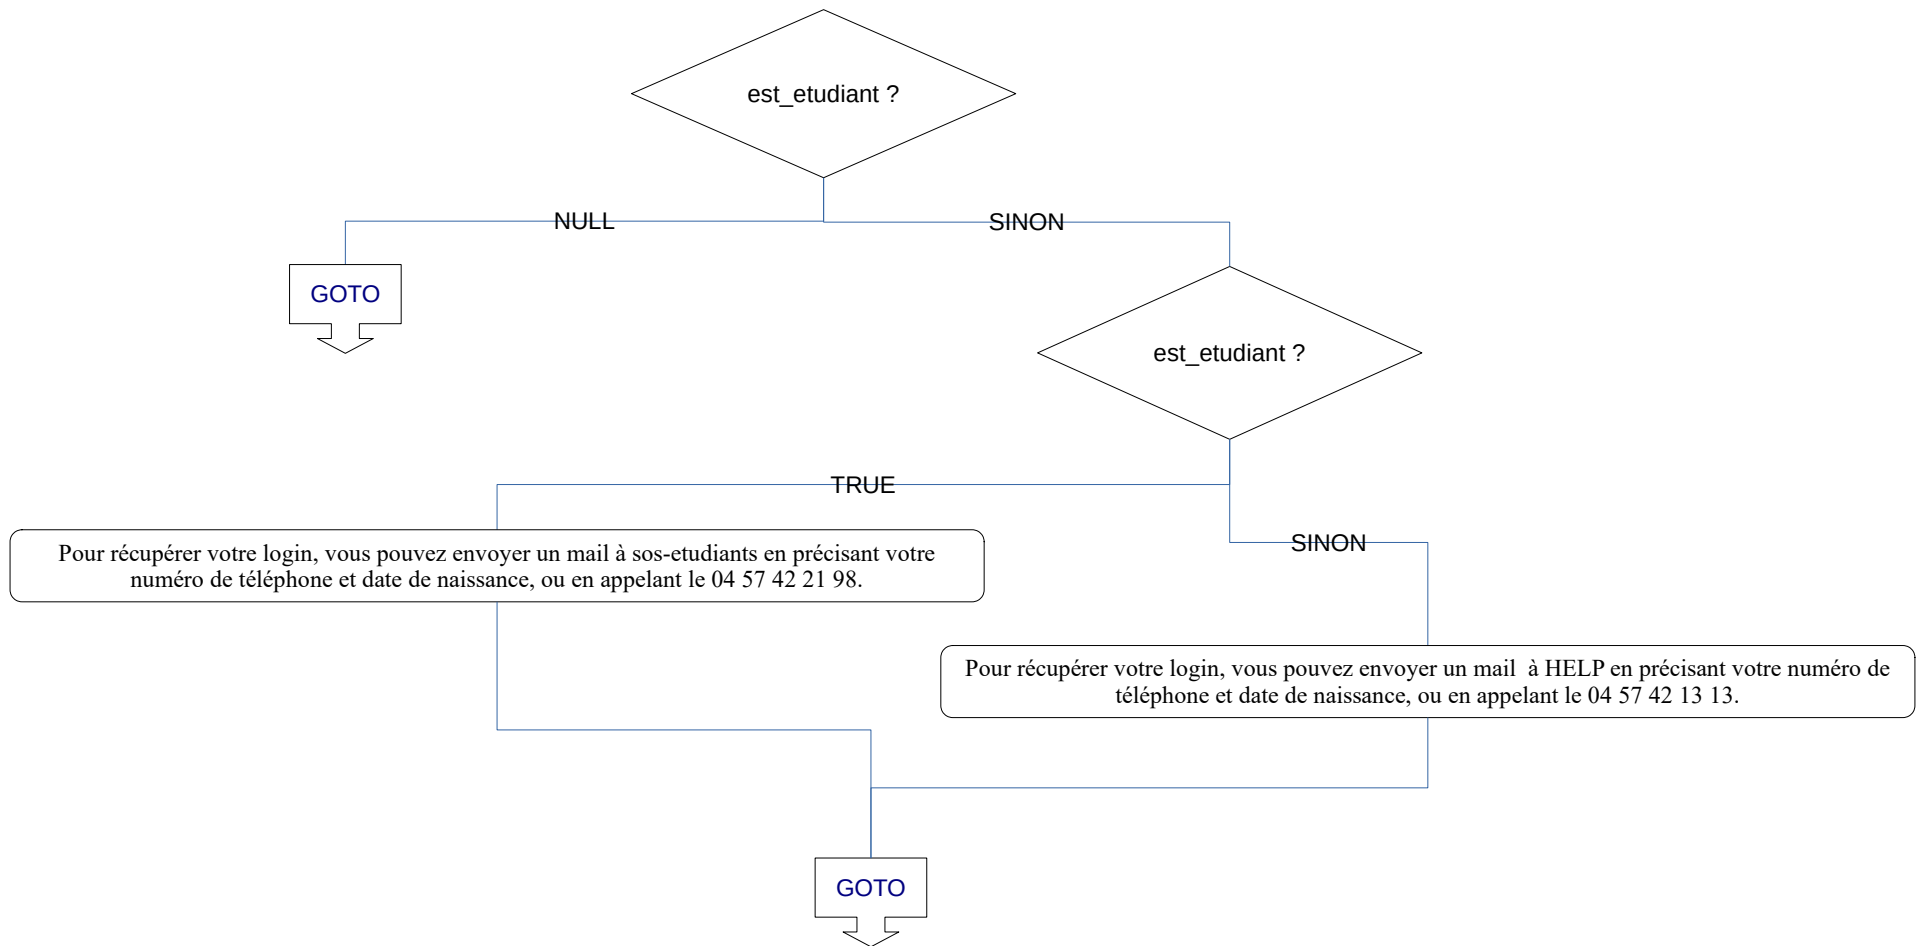 est_etudiant ?
NULL
SINON
GOTO
est_etudiant ?
TRUE
SINON
Pour récupérer votre login, vous pouvez envoyer un mail à sos-etudiants en précisant votre
numéro de téléphone et date de naissance, ou en appelant le 04 57 42 21 98.
Pour récupérer votre login, vous pouvez envoyer un mail  à HELP en précisant votre numéro de
téléphone et date de naissance, ou en appelant le 04 57 42 13 13.
GOTO